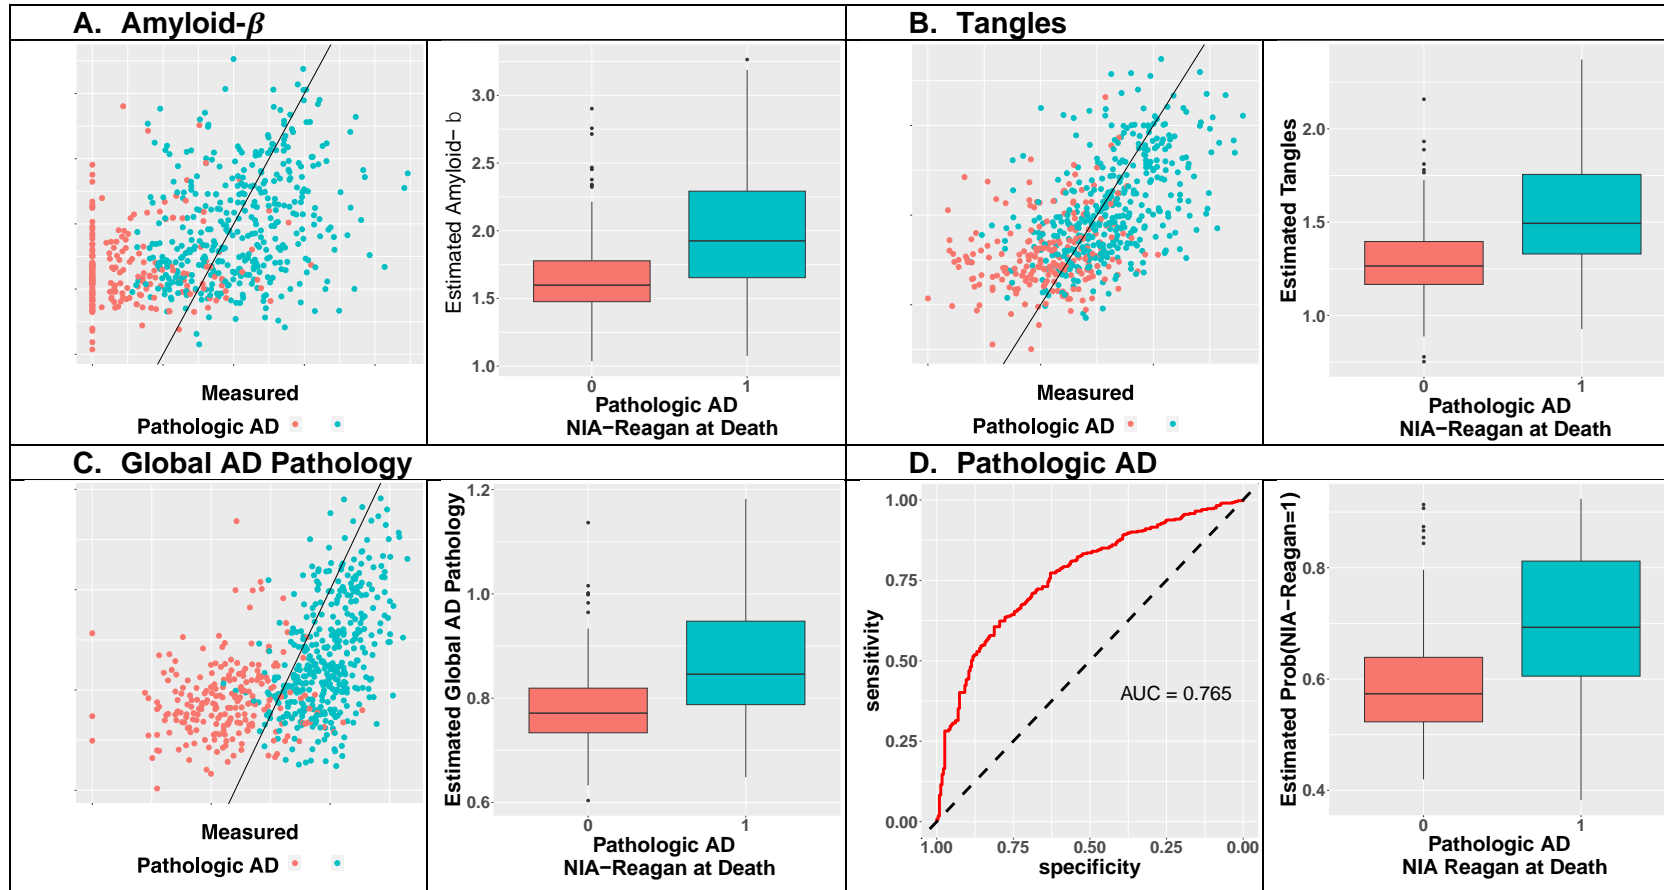 A. Amyloid-β
B. Tangles
Measured
Pathologic AD
Estimated Amyloid− b
3.0
2.5
2.0
1.5
1.0
0
1
Pathologic AD
NIA−Reagan at Death
Measured
Pathologic AD
Estimated Tangles
2.0
1.5
1.0
0
1
Pathologic AD
NIA−Reagan at Death
C. Global AD Pathology
D. Pathologic AD
Measured
Pathologic AD
Estimated Global AD Pathology
1.2
1.0
0.8
0.6
0
1
Pathologic AD
NIA−Reagan at Death
sensitivity
1.00
0.75
0.50
0.25
0.00
AUC = 0.765
1.00
0.75
0.50
0.25
0.00
specificity
Estimated Prob(NIA−Reagan=1)
0.8
0.6
0.4
0
1
Pathologic AD
NIA Reagan at Death